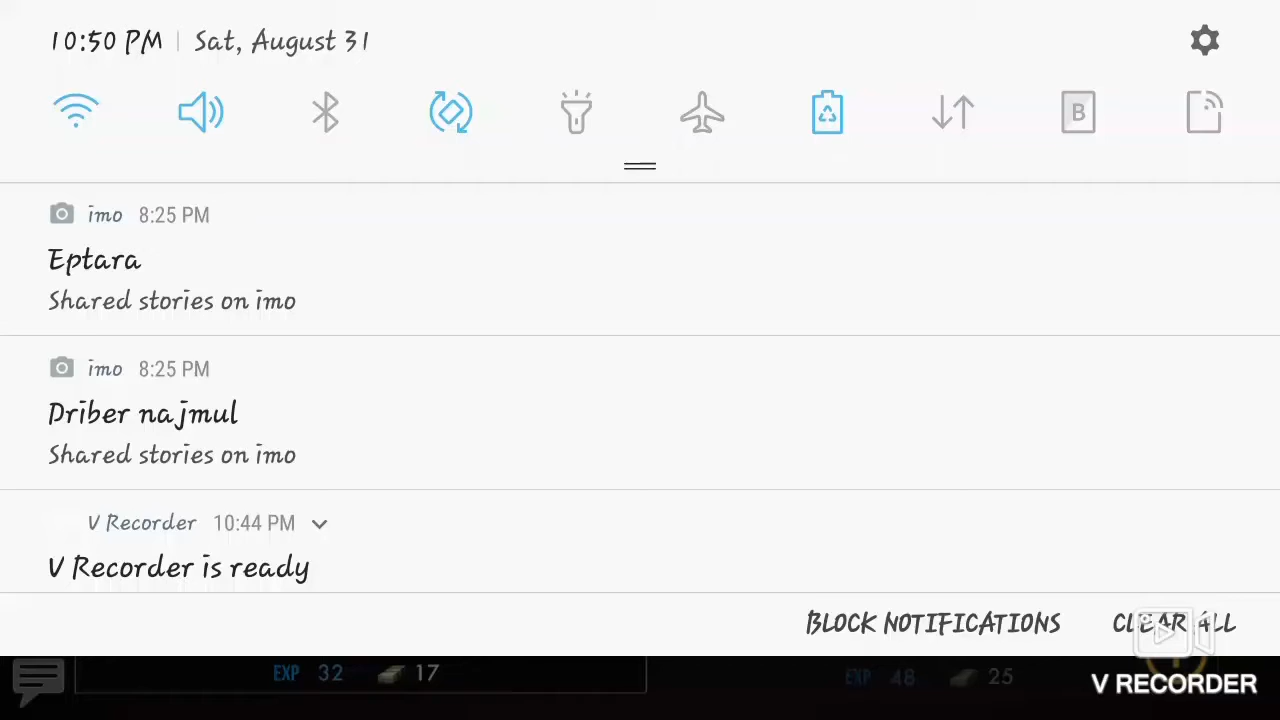 10:50 PM | Sat, August 31
B
imo 8:25 PM
Eptara
Shared stories on imo
imo 8:25 PM
Driber najmul
Shared stories on imo
V Recorder 10:44 PM
V Recorder is ready
BLOCK NOTIFICATIONS CLEAR ALL
EXP 32 17 EXP 48 25
V RECORDER